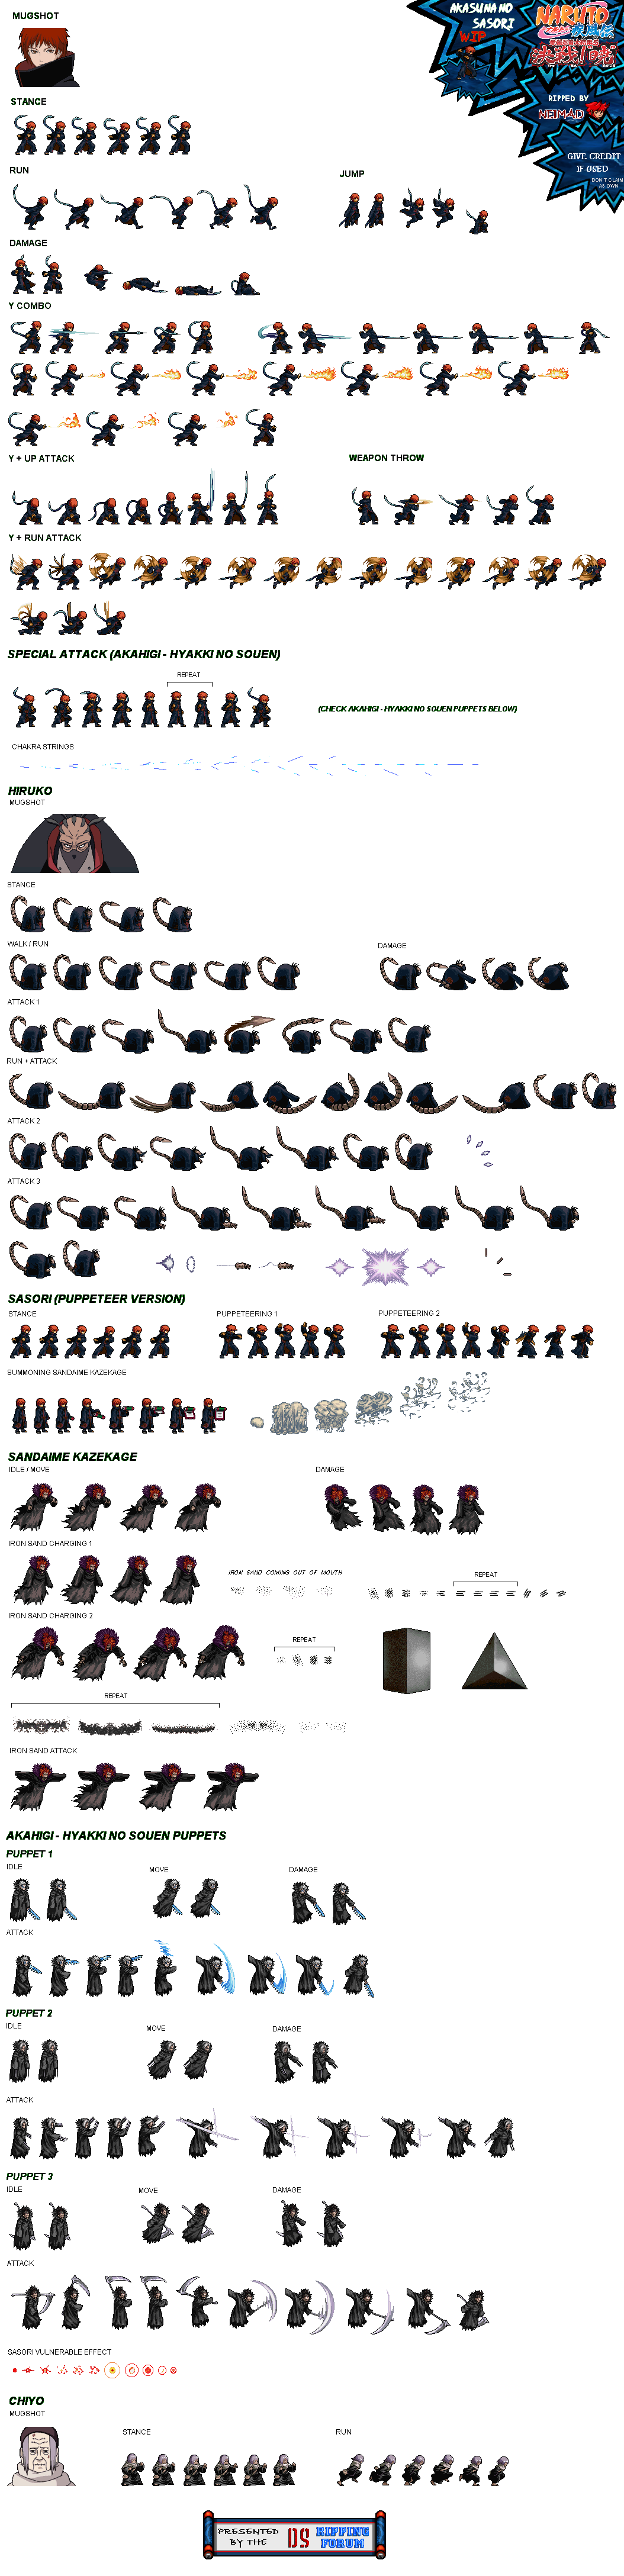 MUGSHOT
AKASUNA NO
SASORI
WIP
NARUTO
RIPPED BY
NEIMAD
GIVE CREDIT
IF USED
DON'T CLAIM
AS OWN
STANCE
RUN
JUMP
DAMAGE
Y COMBO
Y + UP ATTACK
WEAPON THROW
Y + RUN ATTACK
SPECIAL ATTACK (AKAHIGI - HYAKKI NO SOUEN)
REPEAT
(CHECK AKAHIGI - HYAKKI NO SOUEN PUPPETS BELOW)
CHAKRA STRINGS
HIRUKO
MUGSHOT
STANCE
WALK / RUN
DAMAGE
ATTACK 1
RUN + ATTACK
ATTACK 2
ATTACK 3
SASORI (PUPPETEER VERSION)
STANCE
PUPPETEERING 1
PUPPETEERING 2
SUMMONING SANDAIME KAZEKAGE
SANDAIME KAZEKAGE
IDLE / MOVE
DAMAGE
IRON SAND CHARGING 1
IRON SAND COMING OUT OF MOUTH
REPEAT
IRON SAND CHARGING 2
REPEAT
REPEAT
IRON SAND ATTACK
AKAHIGI - HYAKKI NO SOUEN PUPPETS
PUPPET 1
IDLE
MOVE
DAMAGE
ATTACK
PUPPET 2
IDLE
MOVE
DAMAGE
ATTACK
PUPPET 3
IDLE
MOVE
DAMAGE
ATTACK
SASORI VULNERABLE EFFECT
CHIYO
MUGSHOT
STANCE
RUN
PRESENTED
BY THE
DS
RIPPING
FORUM